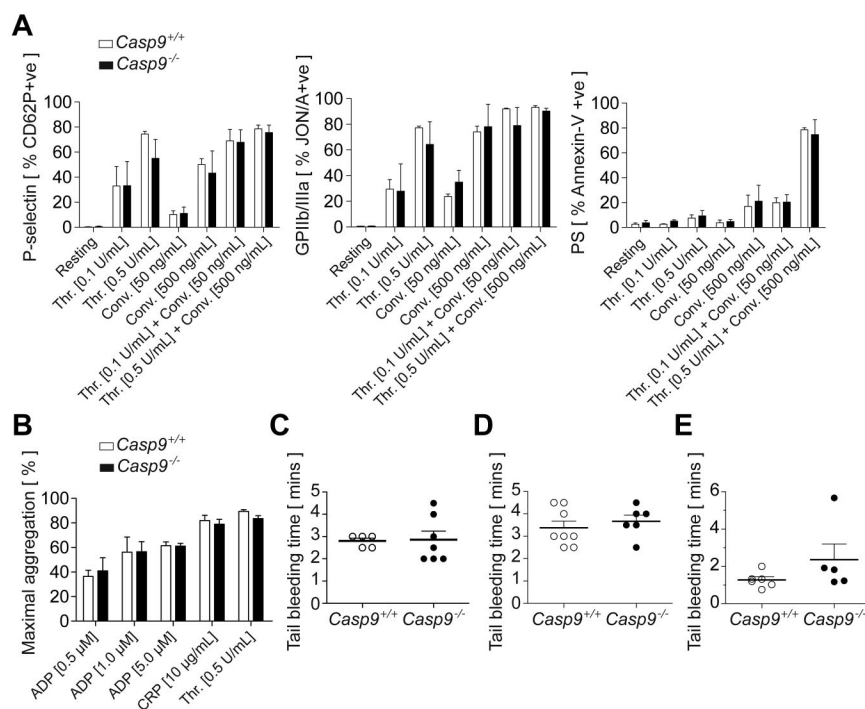 A
Casp9+/+
Casp9-/-
P-selectin [ % CD62P+ve ]
100
80
60
40
20
0
Resting
Thr. [0.1 U/mL]
Thr. [0.5 U/mL]
Conv. [50 ng/mL]
Conv. [500 ng/mL]
Thr. [0.1 U/mL] + Conv. [50 ng/mL]
Thr. [0.5 U/mL] + Conv. [500 ng/mL]
GPIIb/IIIa [ % JON/A+ve ]
100
80
60
40
20
0
Resting
Thr. [0.1 U/mL]
Thr. [0.5 U/mL]
Conv. [50 ng/mL]
Conv. [500 ng/mL]
Thr. [0.1 U/mL] + Conv. [50 ng/mL]
Thr. [0.5 U/mL] + Conv. [500 ng/mL]
PS [ % Annexin-V +ve ]
100
80
60
40
20
0
Resting
Thr. [0.1 U/mL]
Thr. [0.5 U/mL]
Conv. [50 ng/mL]
Conv. [500 ng/mL]
Thr. [0.1 U/mL] + Conv. [50 ng/mL]
Thr. [0.5 U/mL] + Conv. [500 ng/mL]
B
Casp9+/+
Casp9-/-
Maximal aggregation [ % ]
100
80
60
40
20
0
ADP [0.5 µM]
ADP [1.0 µM]
ADP [5.0 µM]
CRP [10 µg/mL]
Thr. [0.5 U/mL]
C
Tail bleeding time [ mins ]
5
4
3
2
1
0
Casp9+/+
Casp9-/-
D
Tail bleeding time [ mins ]
5
4
3
2
1
0
Casp9+/+
Casp9-/-
E
Tail bleeding time [ mins ]
6
4
2
0
Casp9+/+
Casp9-/-